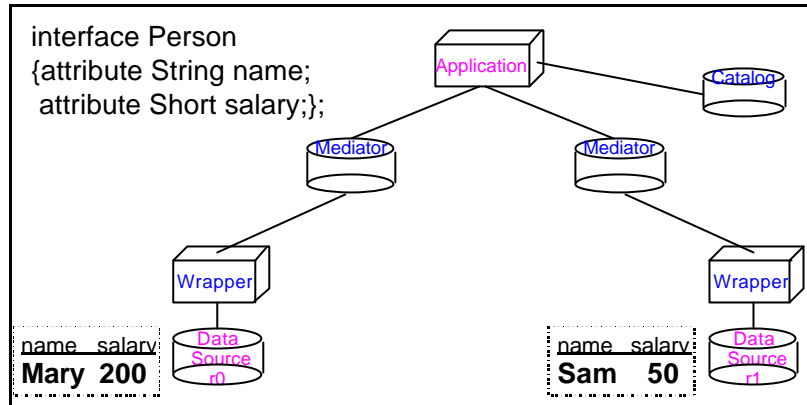 interface Person
{attribute String name;
attribute Short salary;};
Application
Catalog
Mediator
Mediator
Wrapper
Wrapper
name salary
Mary 200
Data
Source
r0
name salary
Sam 50
Data
Source
r1